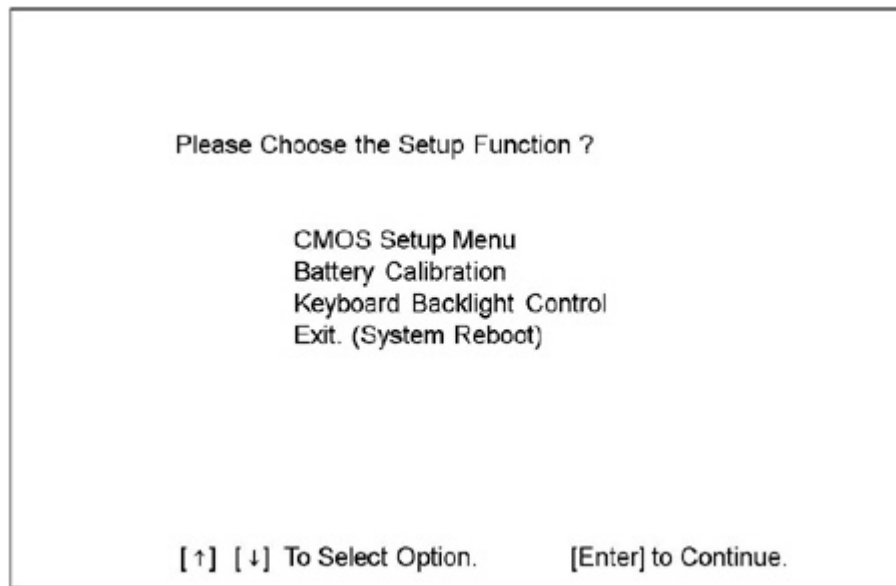 Please Choose the Setup Function ?
CMOS Setup Menu
Battery Calibration
Keyboard Backlight Control
Exit. (System Reboot)
[↑] [↓] To Select Option. [Enter] to Continue.